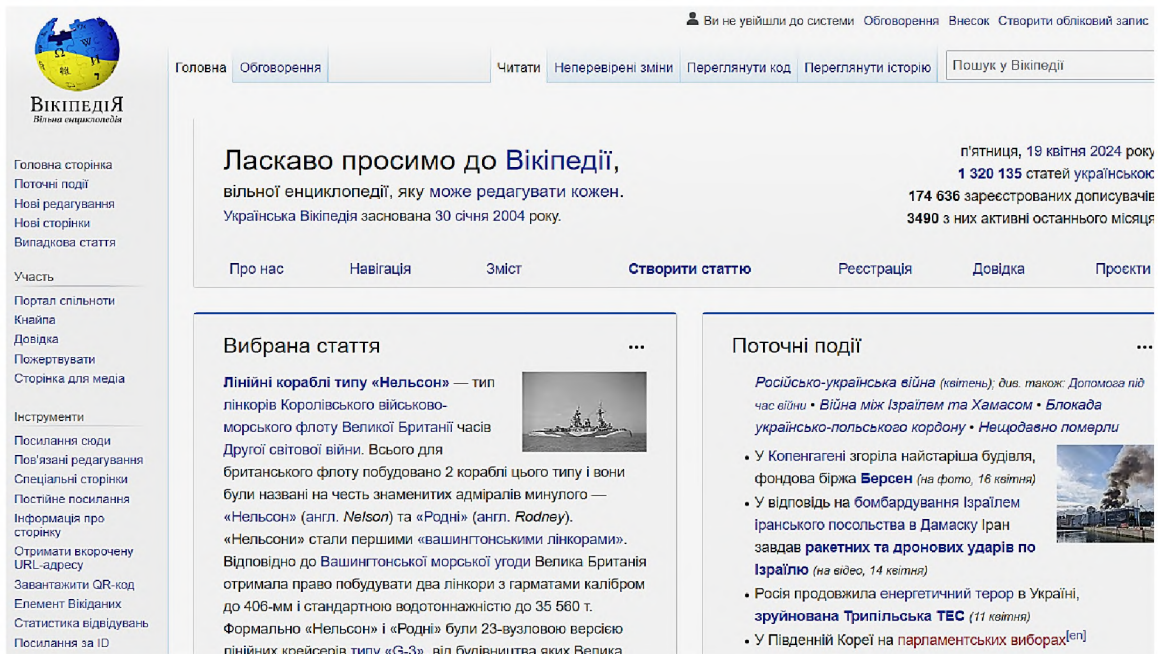 Ви не увійшли до системи Обговорення Внесок Створити обліковий запис
Головна Обговорення Читати Неперевірені зміни Переглянути код Переглянути історію Пошук у Вікіпедії
ВІКІПЕДІЯ
Вільна енциклопедія
Головна сторінка
Поточні події
Нові редагування
Нові сторінки
Випадкова стаття
Участь
Портал спільноти
Кнайпа
Довідка
Пожертвувати
Сторінка для медіа
Інструменти
Посилання сюди
Пов'язані редагування
Спеціальні сторінки
Постійне посилання
Інформація про
сторінку
Отримати вкорочену
URL-адресу
Завантажити QR-код
Елемент Вікіданих
Статистика відвідувань
Посилання за ID
Ласкаво просимо до Вікіпедії,
вільної енциклопедії, яку може редагувати кожен.
Українська Вікіпедія заснована 30 січня 2004 року.
п'ятниця, 19 квітня 2024 року
1 320 135 статей українською
174 636 зареєстрованих дописувачів
3490 з них активні останнього місяця
Про нас Навігація Зміст Створити статтю Реєстрація Довідка Проєкти
Вибрана стаття ...
Лінійні кораблі типу «Нельсон» — тип
лінкорів Королівського військово-
морського флоту Великої Британії часів
Другої світової війни. Всього для
британського флоту побудовано 2 кораблі цього типу і вони
були названі на честь знаменитих адміралів минулого —
«Нельсон» (англ. Nelson) та «Родні» (англ. Rodney).
«Нельсони» стали першими «вашингтонськими лінкорами».
Відповідно до Вашингтонської морської угоди Велика Британія
отримала право побудувати два лінкори з гарматами калібром
до 406-мм і стандартною водотоннажністю до 35 560 т.
Формально «Нельсон» і «Родні» були 23-вузловою версією
лінійних крейсерів типу «G-3», від будівництва яких Велика
Поточні події ...
Російсько-українська війна (квітень); див. також: Допомога під
час війни • Війна між Ізраїлем та Хамасом • Блокада
українсько-польського кордону • Нещодавно померли
• У Копенгагені згоріла найстаріша будівля,
фондова біржа Берсен (на фото, 16 квітня)
• У відповідь на бомбардування Ізраїлем
іранського посольства в Дамаску Іран
завдав ракетних та дронових ударів по
Ізраїлю (на відео, 14 квітня)
• Росія продовжила енергетичний терор в Україні,
зруйнована Трипільська ТЕС (11 квітня)
• У Південній Кореї на парламентських виборах[en]